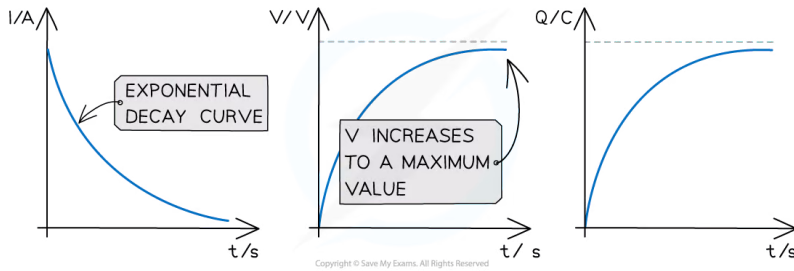 I/A
EXPONENTIAL
DECAY CURVE
t/s
V/V
V INCREASES
TO A MAXIMUM
VALUE
t/s
Q/C
t/s
Copyright © Save My Exams. All Rights Reserved